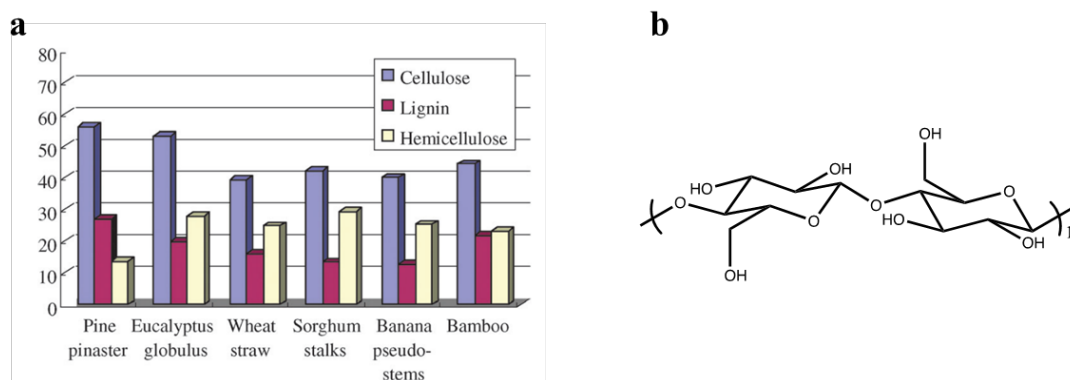 a
80
70
60
50
40
30
20
10
0
Cellulose
Lignin
Hemicellulose
Pine
pinaster
Eucalyptus
globulus
Wheat
straw
Sorghum
stalks
Banana
pseudo-
stems
Bamboo
b
OH
OH
HO
O
O
O
OH
HO
O
OH
OH